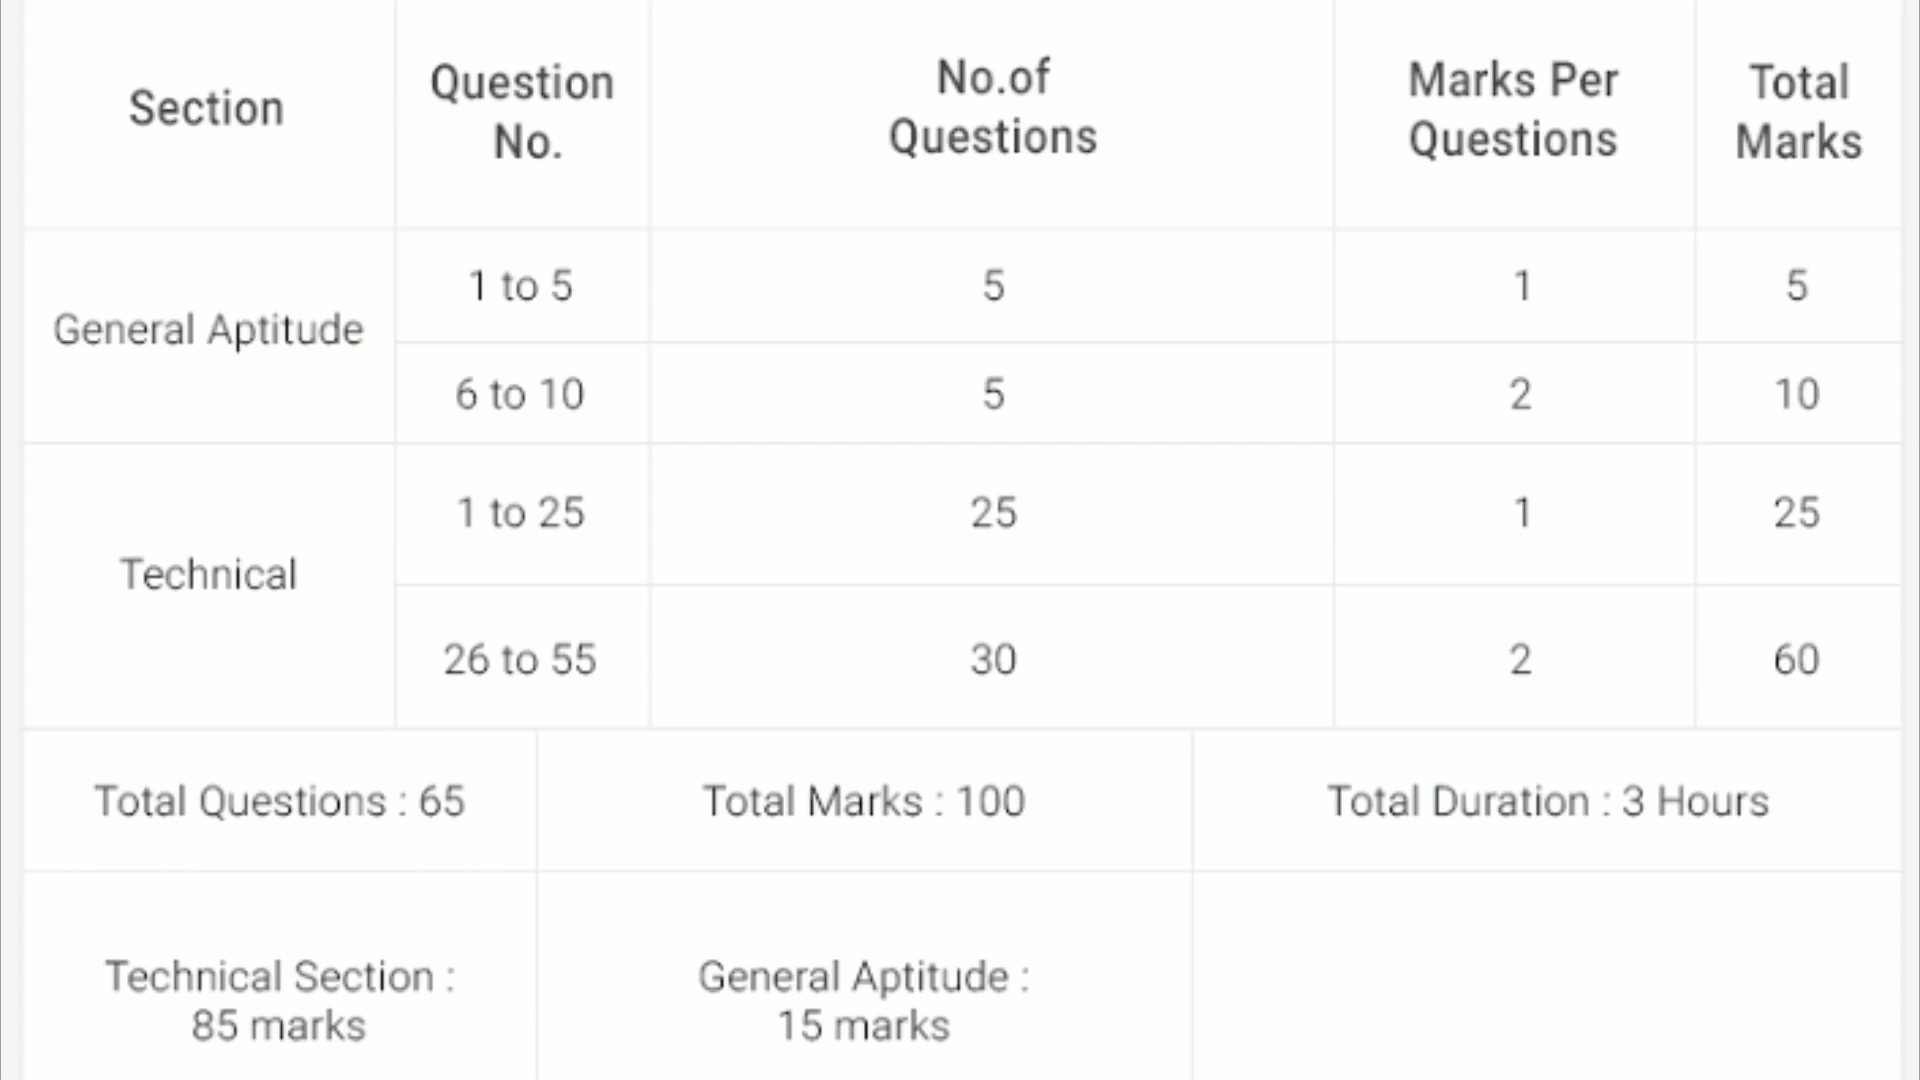 Section
Question
No.
No.of
Questions
Marks Per
Questions
Total
Marks
General Aptitude
1 to 5
5
1
5
6 to 10
5
2
10
Technical
1 to 25
25
1
25
26 to 55
30
2
60
Total Questions : 65
Total Marks : 100
Total Duration : 3 Hours
Technical Section :
85 marks
General Aptitude :
15 marks